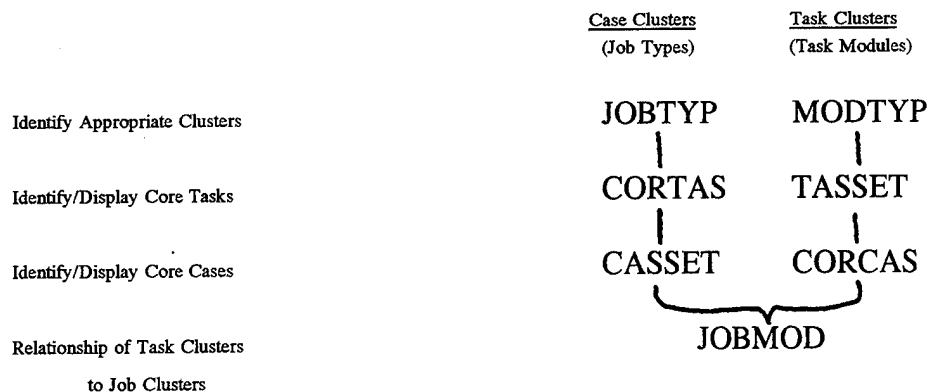 Case Clusters Task Clusters
(Job Types) (Task Modules)
Identify Appropriate Clusters JOBTYP MODTYP
Identify/Display Core Tasks CORTAS TASSET
Identify/Display Core Cases CASSET CORCAS
Relationship of Task Clusters JOBMOD
to Job Clusters